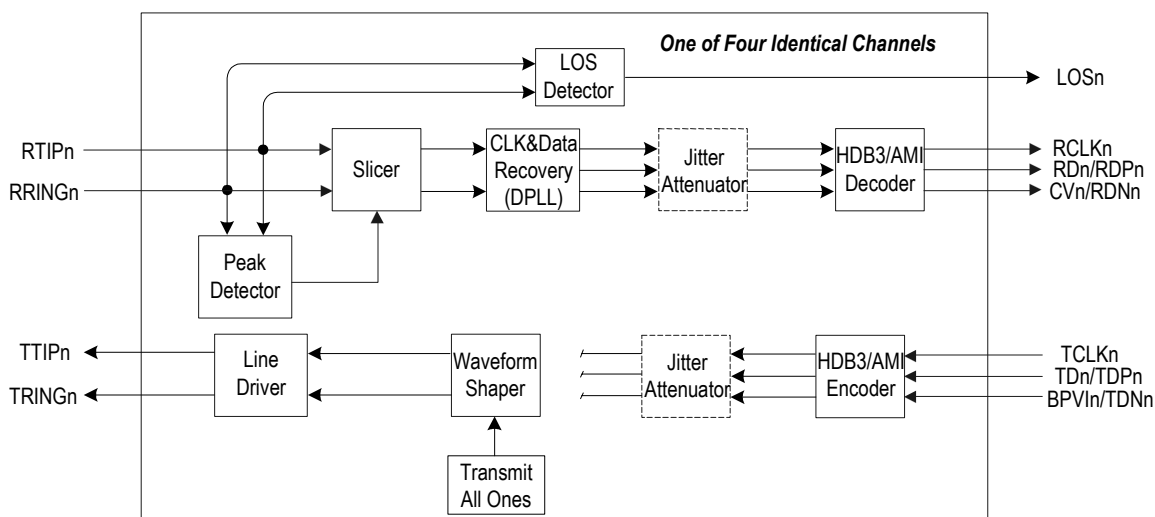 One of Four Identical Channels
LOS
Detector
LOSn
RTIPn
RRINGn
Slicer
CLK&Data
Recovery
(DPLL)
Jitter
Attenuator
HDB3/AMI
Decoder
RCLKn
RDn/RDPn
CVn/RDNn
Peak
Detector
TTIPn
TRINGn
Line
Driver
Waveform
Shaper
Jitter
Attenuator
HDB3/AMI
Encoder
TCLKn
TDn/TDPn
BPVIn/TDNn
Transmit
All Ones